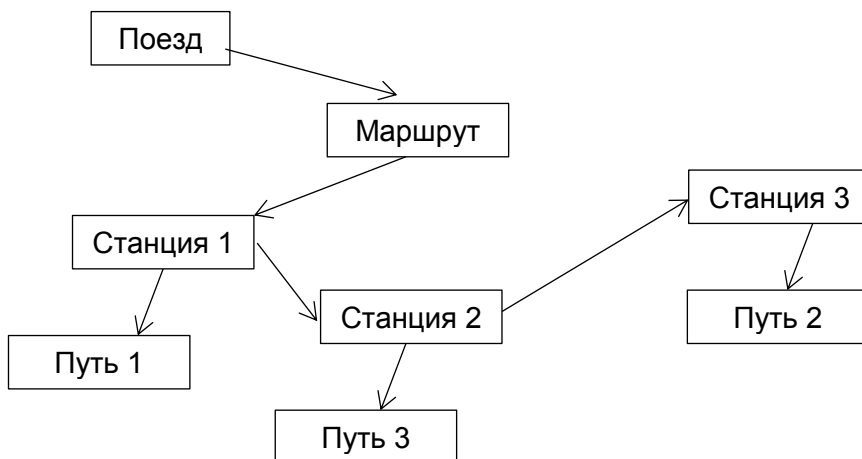 Поезд
Маршрут
Станция 3
Станция 1
Станция 2
Путь 2
Путь 1
Путь 3